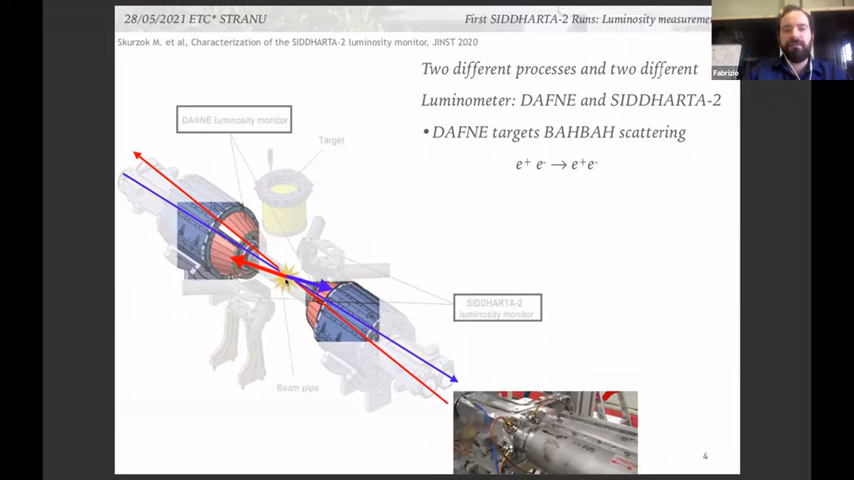 28/05/2021 ETC* STRANU
First SIDDHARTA-2 Runs: Luminosity measurem
Skurzok M. et al, Characterization of the SIDDHARTA-2 luminosity monitor, JINST 2020
Fabrizio
Two different processes and two different
Luminometer: DAFNE and SIDDHARTA-2
• DAFNE targets BAHBAH scattering
e⁺ e⁻ → e⁺e⁻
DAΦNE luminosity monitor
Target
SIDDHARTA-2
luminosity monitor
Beam pipe
4